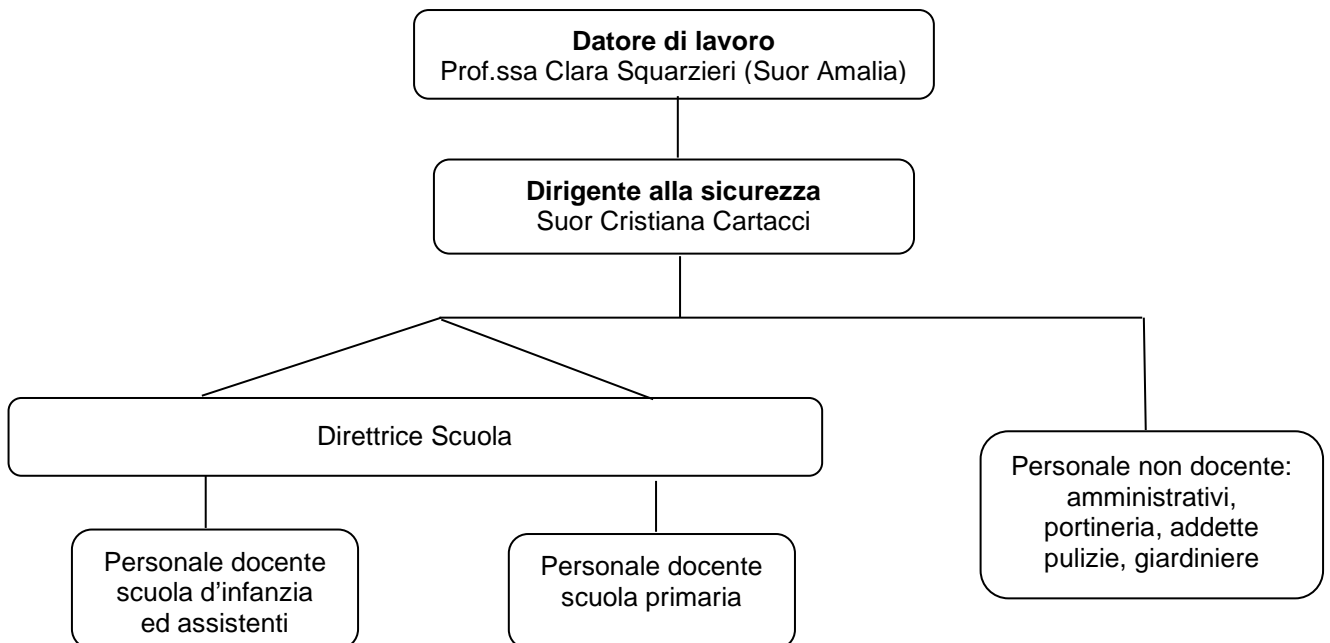 Datore di lavoro
Prof.ssa Clara Squarzieri (Suor Amalia)
Dirigente alla sicurezza
Suor Cristiana Cartacci
Direttrice Scuola
Personale non docente:
amministrativi,
portineria, addette
pulizie, giardiniere
Personale docente
scuola d’infanzia
ed assistenti
Personale docente
scuola primaria